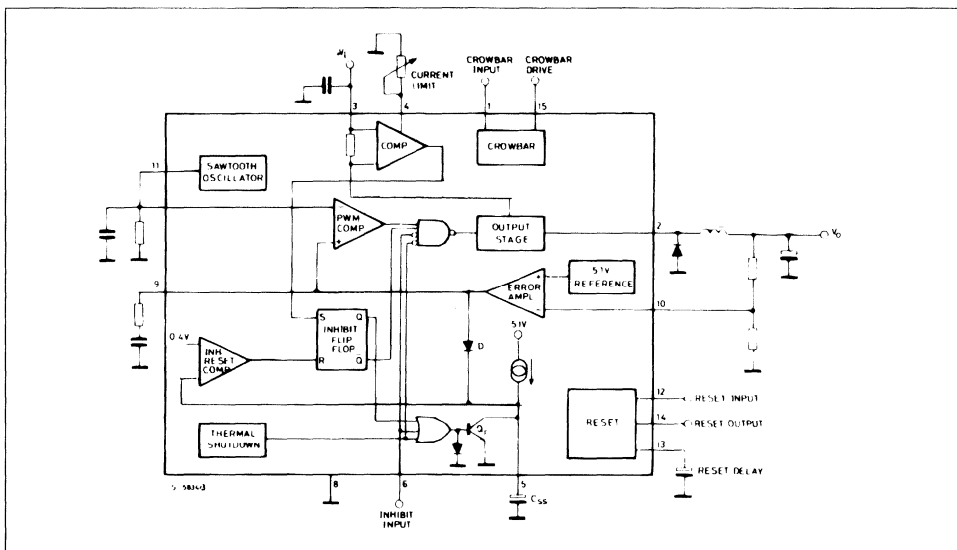 Vi
CROWBAR INPUT
CROWBAR DRIVE
CURRENT LIMIT
3
4
1
15
COMP
CROWBAR
11
SAWTOOTH OSCILLATOR
-
PWM COMP
+
OUTPUT STAGE
2
Vo
9
ERROR AMPL
+
-
5.1V REFERENCE
10
0.4V
INH RESET COMP
S
Q
INHIBIT FLIP FLOP
R
Q
D
5.1V
THERMAL SHUTDOWN
RESET
12
RESET INPUT
14
RESET OUTPUT
13
RESET DELAY
8
6
5
Css
INHIBIT INPUT